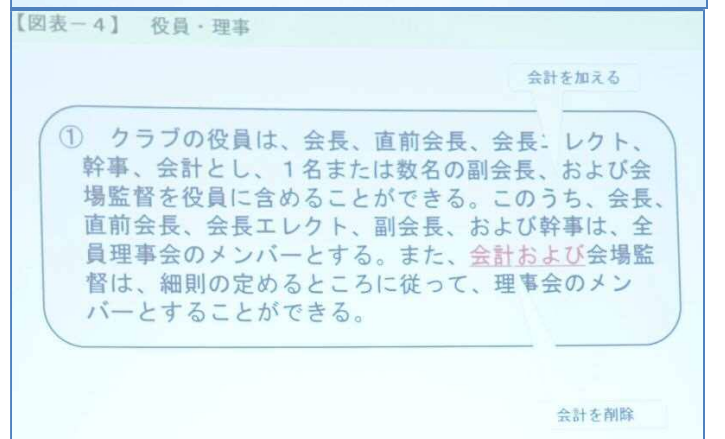 【図表－4】 役員・理事
会計を加える
① クラブの役員は、会長、直前会長、会長エレクト、
幹事、会計とし、1名または数名の副会長、および会
場監督を役員に含めることができる。このうち、会長、
直前会長、会長エレクト、副会長、および幹事は、全
員理事会のメンバーとする。また、会計および会場監
督は、細則の定めるところに従って、理事会のメン
バーとすることができる。
会計を削除